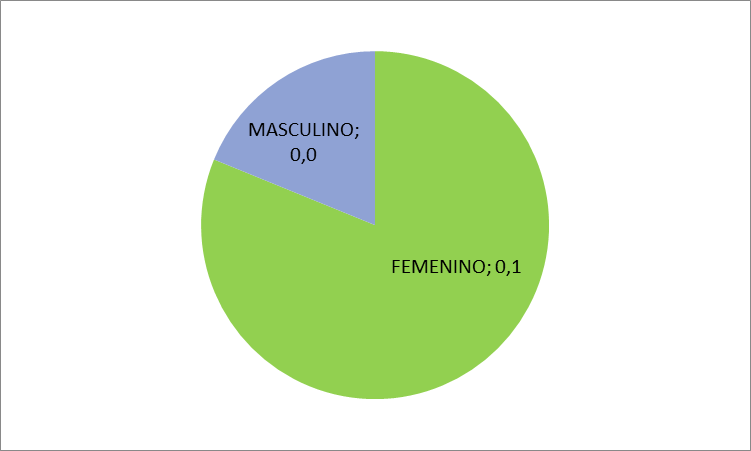 MASCULINO;
0,0
FEMENINO; 0,1